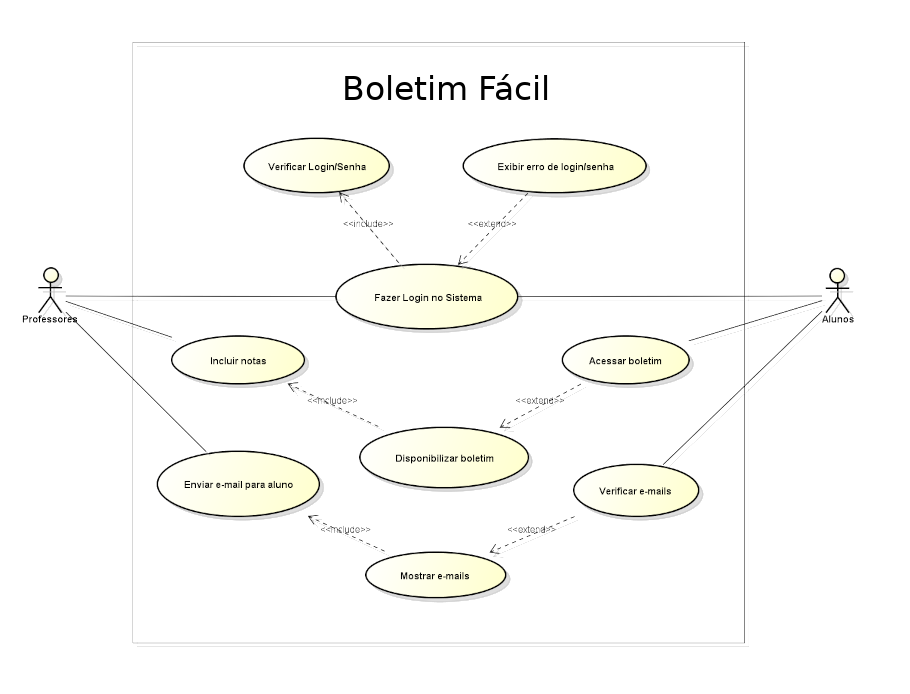 Boletim Fácil
Verificar Login/Senha
Exibir erro de login/senha
<<include>>
<<extend>>
Fazer Login no Sistema
Professores
Alunos
Incluir notas
Acessar boletim
<<include>>
<<extend>>
Disponibilizar boletim
Enviar e-mail para aluno
Verificar e-mails
<<include>>
<<extend>>
Mostrar e-mails